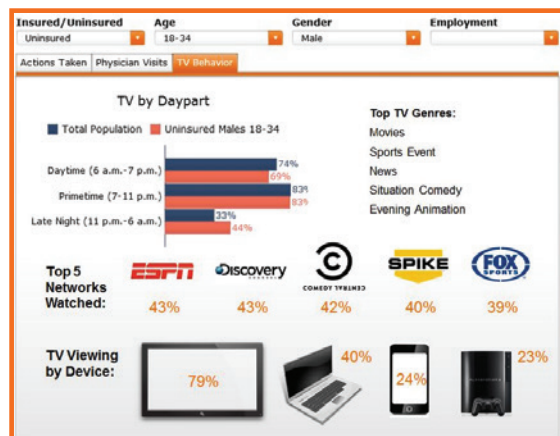 Insured/Uninsured Age Gender Employment
Uninsured 18-34 Male
Actions Taken Physician Visits TV Behavior
TV by Daypart
Total Population Uninsured Males 18-34
Daytime (6 a.m.-7 p.m.) 74%
69%
Primetime (7-11 p.m.) 83%
83%
Late Night (11 p.m.-6 a.m.) 33%
44%
Top TV Genres:
Movies
Sports Event
News
Situation Comedy
Evening Animation
Top 5
Networks
Watched:
ESPN Discovery COMEDY CENTRAL SPIKE FOX SPORTS
43% 43% 42% 40% 39%
TV Viewing
by Device:
79% 40% 24% 23%